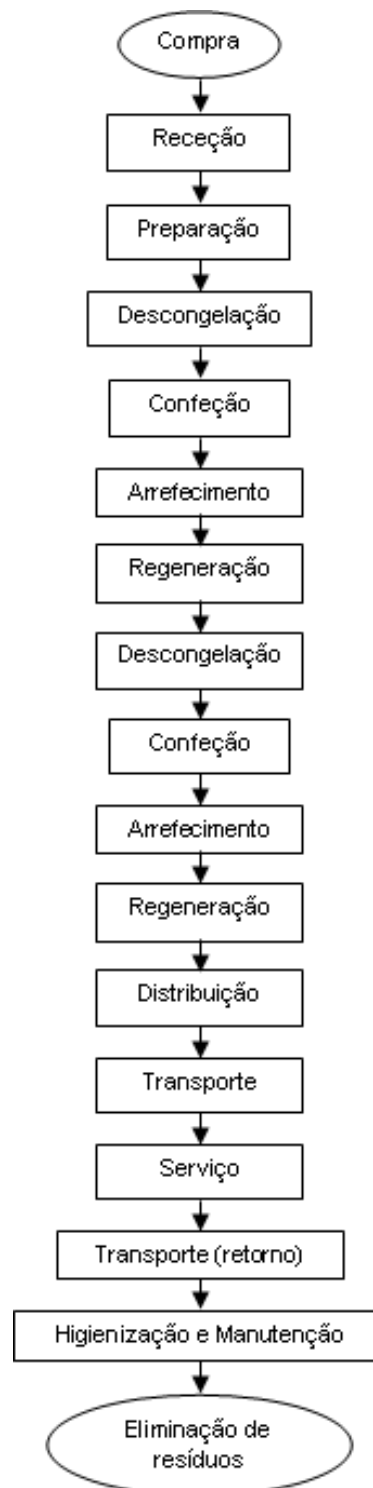 Compra
Receção
Preparação
Descongelação
Confeção
Arrefecimento
Regeneração
Descongelação
Confeção
Arrefecimento
Regeneração
Distribuição
Transporte
Serviço
Transporte (retorno)
Higienização e Manutenção
Eliminação de
resíduos